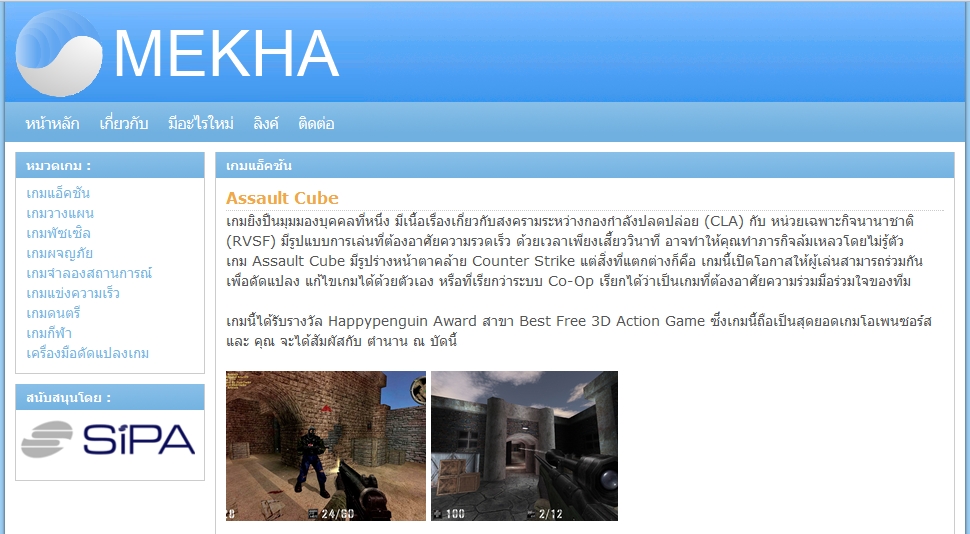 MEKHA
หน้าหลัก เกี่ยวกับ มีอะไรใหม่ ลิงค์ ติดต่อ
หมวดเกม :
เกมแอ็คชัน
เกมวางแผน
เกมพัซเซิล
เกมผจญภัย
เกมจำลองสถานการณ์
เกมแข่งความเร็ว
เกมดนตรี
เกมกีฬา
เครื่องมือดัดแปลงเกม
สนับสนุนโดย :
SiPA
เกมแอ็คชัน
Assault Cube
เกมยิงปืนมุมมองบุคคลที่หนึ่ง มีเนื้อเรื่องเกี่ยวกับสงครามระหว่างกองกำลังปลดปล่อย (CLA) กับ หน่วยเฉพาะกิจนานาชาติ
(RVSF) มีรูปแบบการเล่นที่ต้องอาศัยความรวดเร็ว ด้วยเวลาเพียงเสี้ยววินาที อาจทำให้คุณทำภารกิจล้มเหลวโดยไม่รู้ตัว
เกม Assault Cube มีรูปร่างหน้าตาคล้าย Counter Strike แต่สิ่งที่แตกต่างก็คือ เกมนี้เปิดโอกาสให้ผู้เล่นสามารถร่วมกัน
เพื่อดัดแปลง แก้ไขเกมได้ด้วยตัวเอง หรือที่เรียกว่าระบบ Co-Op เรียกได้ว่าเป็นเกมที่ต้องอาศัยความร่วมมือร่วมใจของทีม
เกมนี้ได้รับรางวัล Happypenguin Award สาขา Best Free 3D Action Game ซึ่งเกมนี้ถือเป็นสุดยอดเกมโอเพนซอร์ส
และ คุณ จะได้สัมผัสกับ ตำนาน ณ บัดนี้
24/60
100
2/12